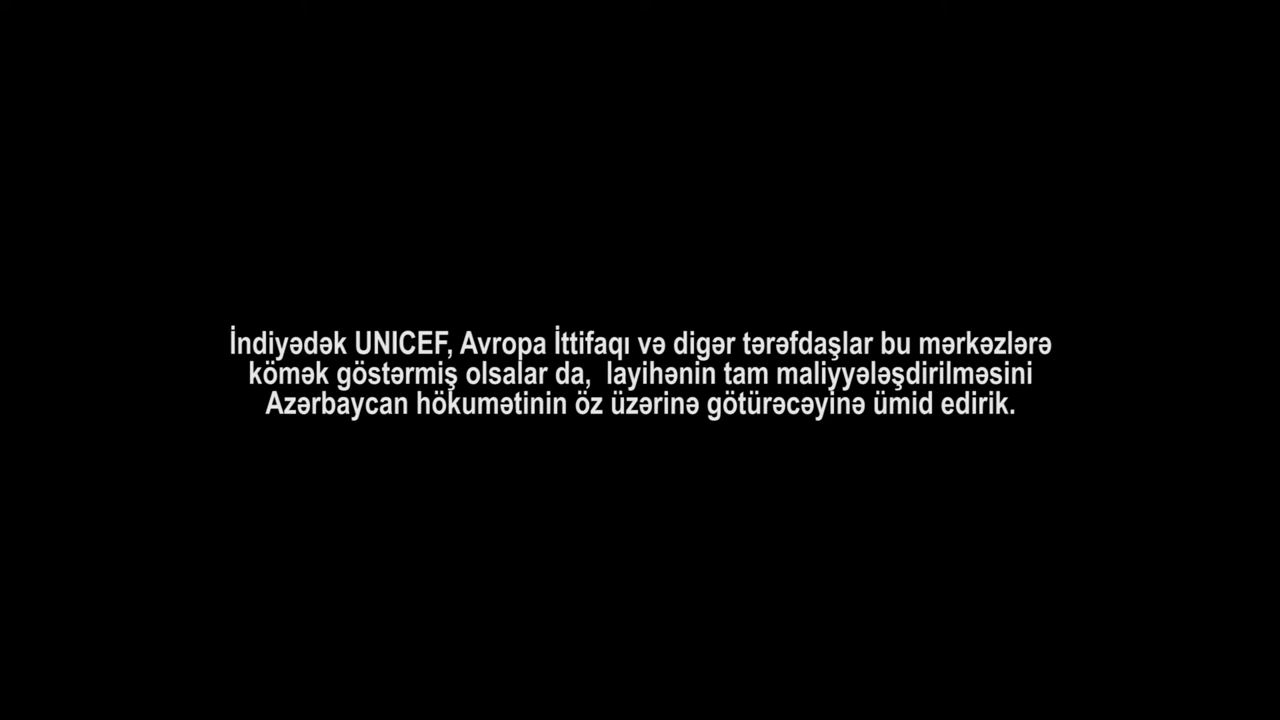 İndiyədək UNICEF, Avropa İttifaqı və digər tərəfdaşlar bu mərkəzlərə
kömək göstərmiş olsalar da,  layihənin tam maliyyələşdirilməsini
Azərbaycan hökumətinin öz üzərinə götürəcəyinə ümid edirik.